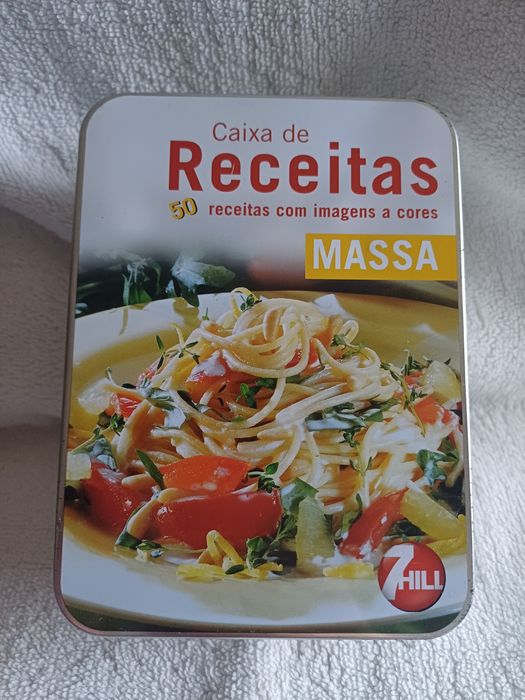 Caixa de
Receitas
50 receitas com imagens a cores
MASSA
7HILL